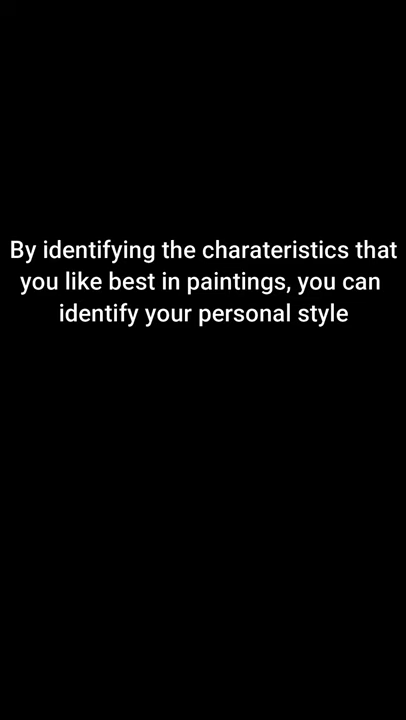 By identifying the charateristics that
you like best in paintings, you can
identify your personal style